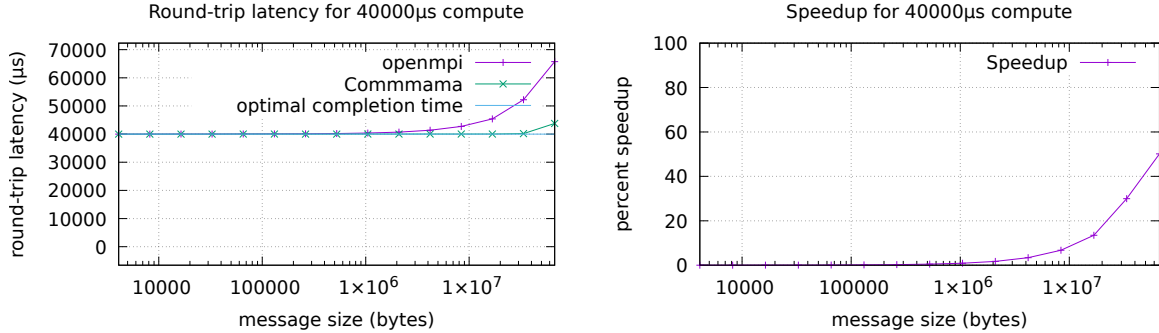 Round-trip latency for 40000µs compute
round-trip latency (µs)
70000
60000
50000
40000
30000
20000
10000
0
openmpi
Commmama
optimal completion time
10000
100000
1×10⁶
1×10⁷
message size (bytes)
Speedup for 40000µs compute
percent speedup
100
80
60
40
20
0
Speedup
10000
100000
1×10⁶
1×10⁷
message size (bytes)